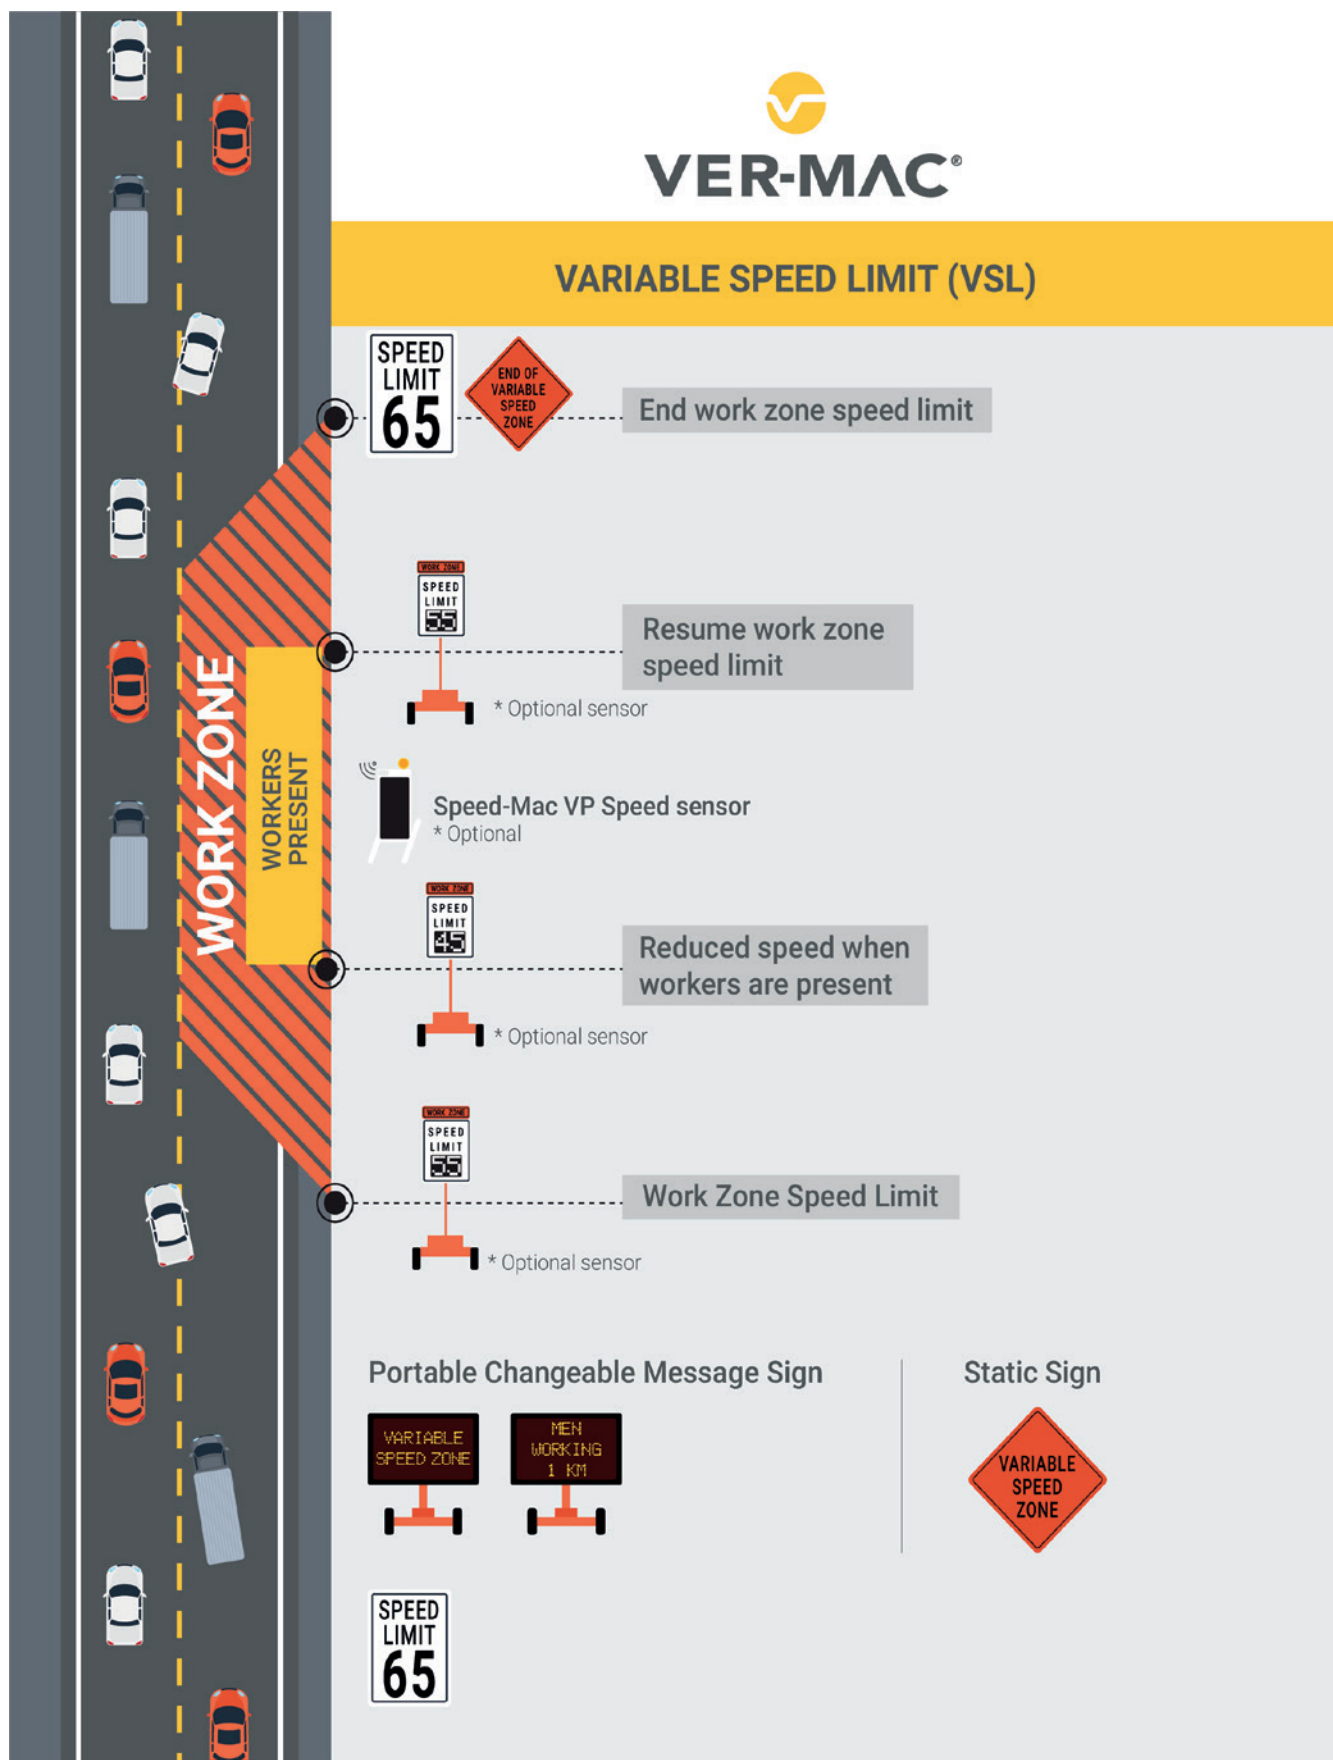 VER-MAC®
VARIABLE SPEED LIMIT (VSL)
SPEED
LIMIT
65
END OF
VARIABLE
SPEED
ZONE
End work zone speed limit
WORK ZONE
SPEED
LIMIT
55
Resume work zone
speed limit
* Optional sensor
WORK ZONE
WORKERS
PRESENT
Speed-Mac VP Speed sensor
* Optional
WORK ZONE
SPEED
LIMIT
45
Reduced speed when
workers are present
* Optional sensor
WORK ZONE
SPEED
LIMIT
55
Work Zone Speed Limit
* Optional sensor
Portable Changeable Message Sign
VARIABLE
SPEED ZONE
MEN
WORKING
1 KM
Static Sign
VARIABLE
SPEED
ZONE
SPEED
LIMIT
65